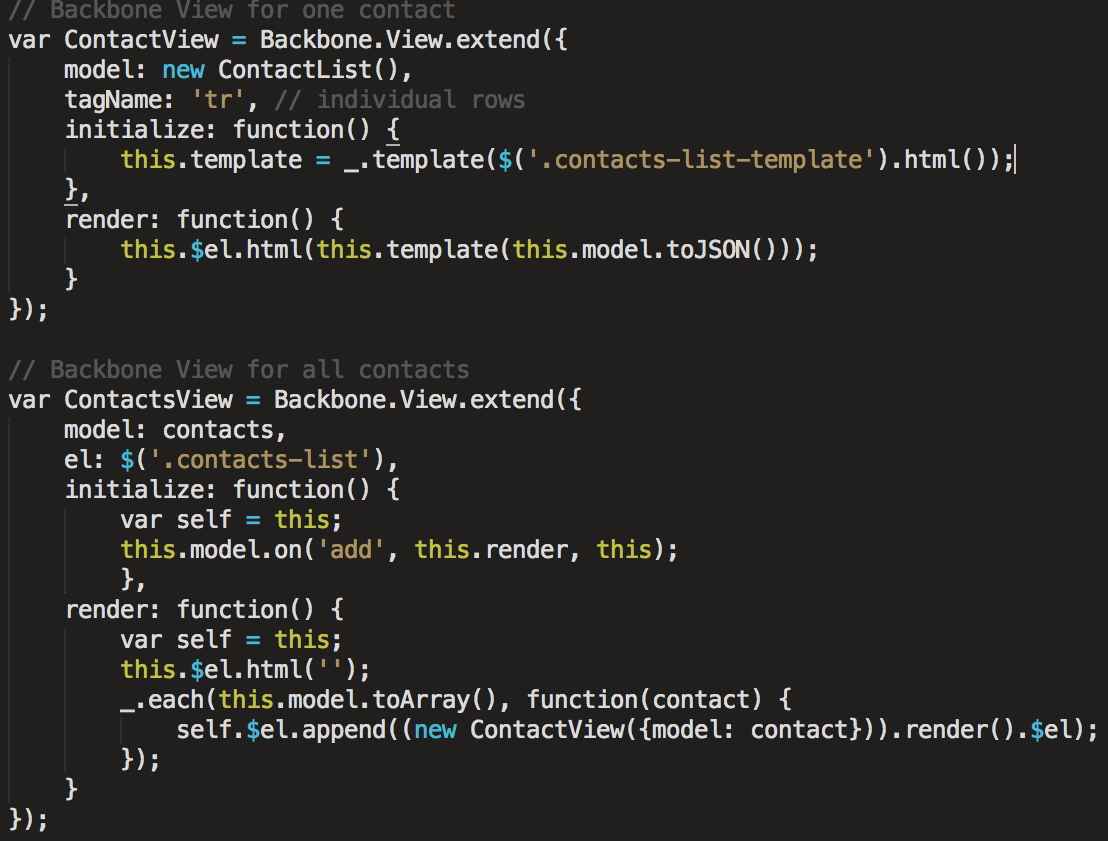 // Backbone View for one contact
var ContactView = Backbone.View.extend({
    model: new ContactList(),
    tagName: 'tr', // individual rows
    initialize: function() {
        this.template = _.template($('.contacts-list-template').html());
    },
    render: function() {
        this.$el.html(this.template(this.model.toJSON()));
    }
});

// Backbone View for all contacts
var ContactsView = Backbone.View.extend({
    model: contacts,
    el: $('.contacts-list'),
    initialize: function() {
        var self = this;
        this.model.on('add', this.render, this);
        },
    render: function() {
        var self = this;
        this.$el.html('');
        _.each(this.model.toArray(), function(contact) {
            self.$el.append((new ContactView({model: contact})).render().$el);
        });
    }
});